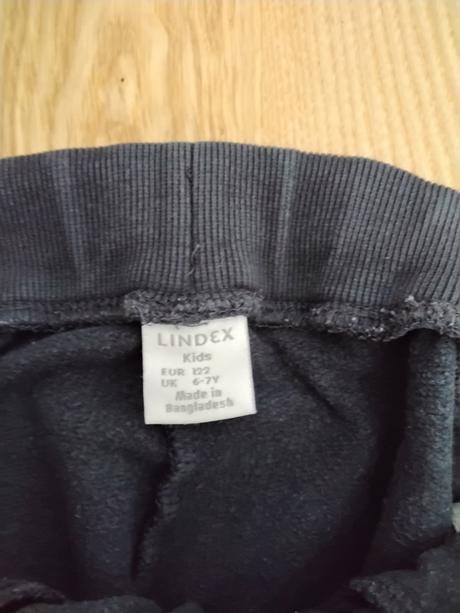 LINDEX
Kids
EUR 122
UK 6-7Y
Made in
Bangladesh